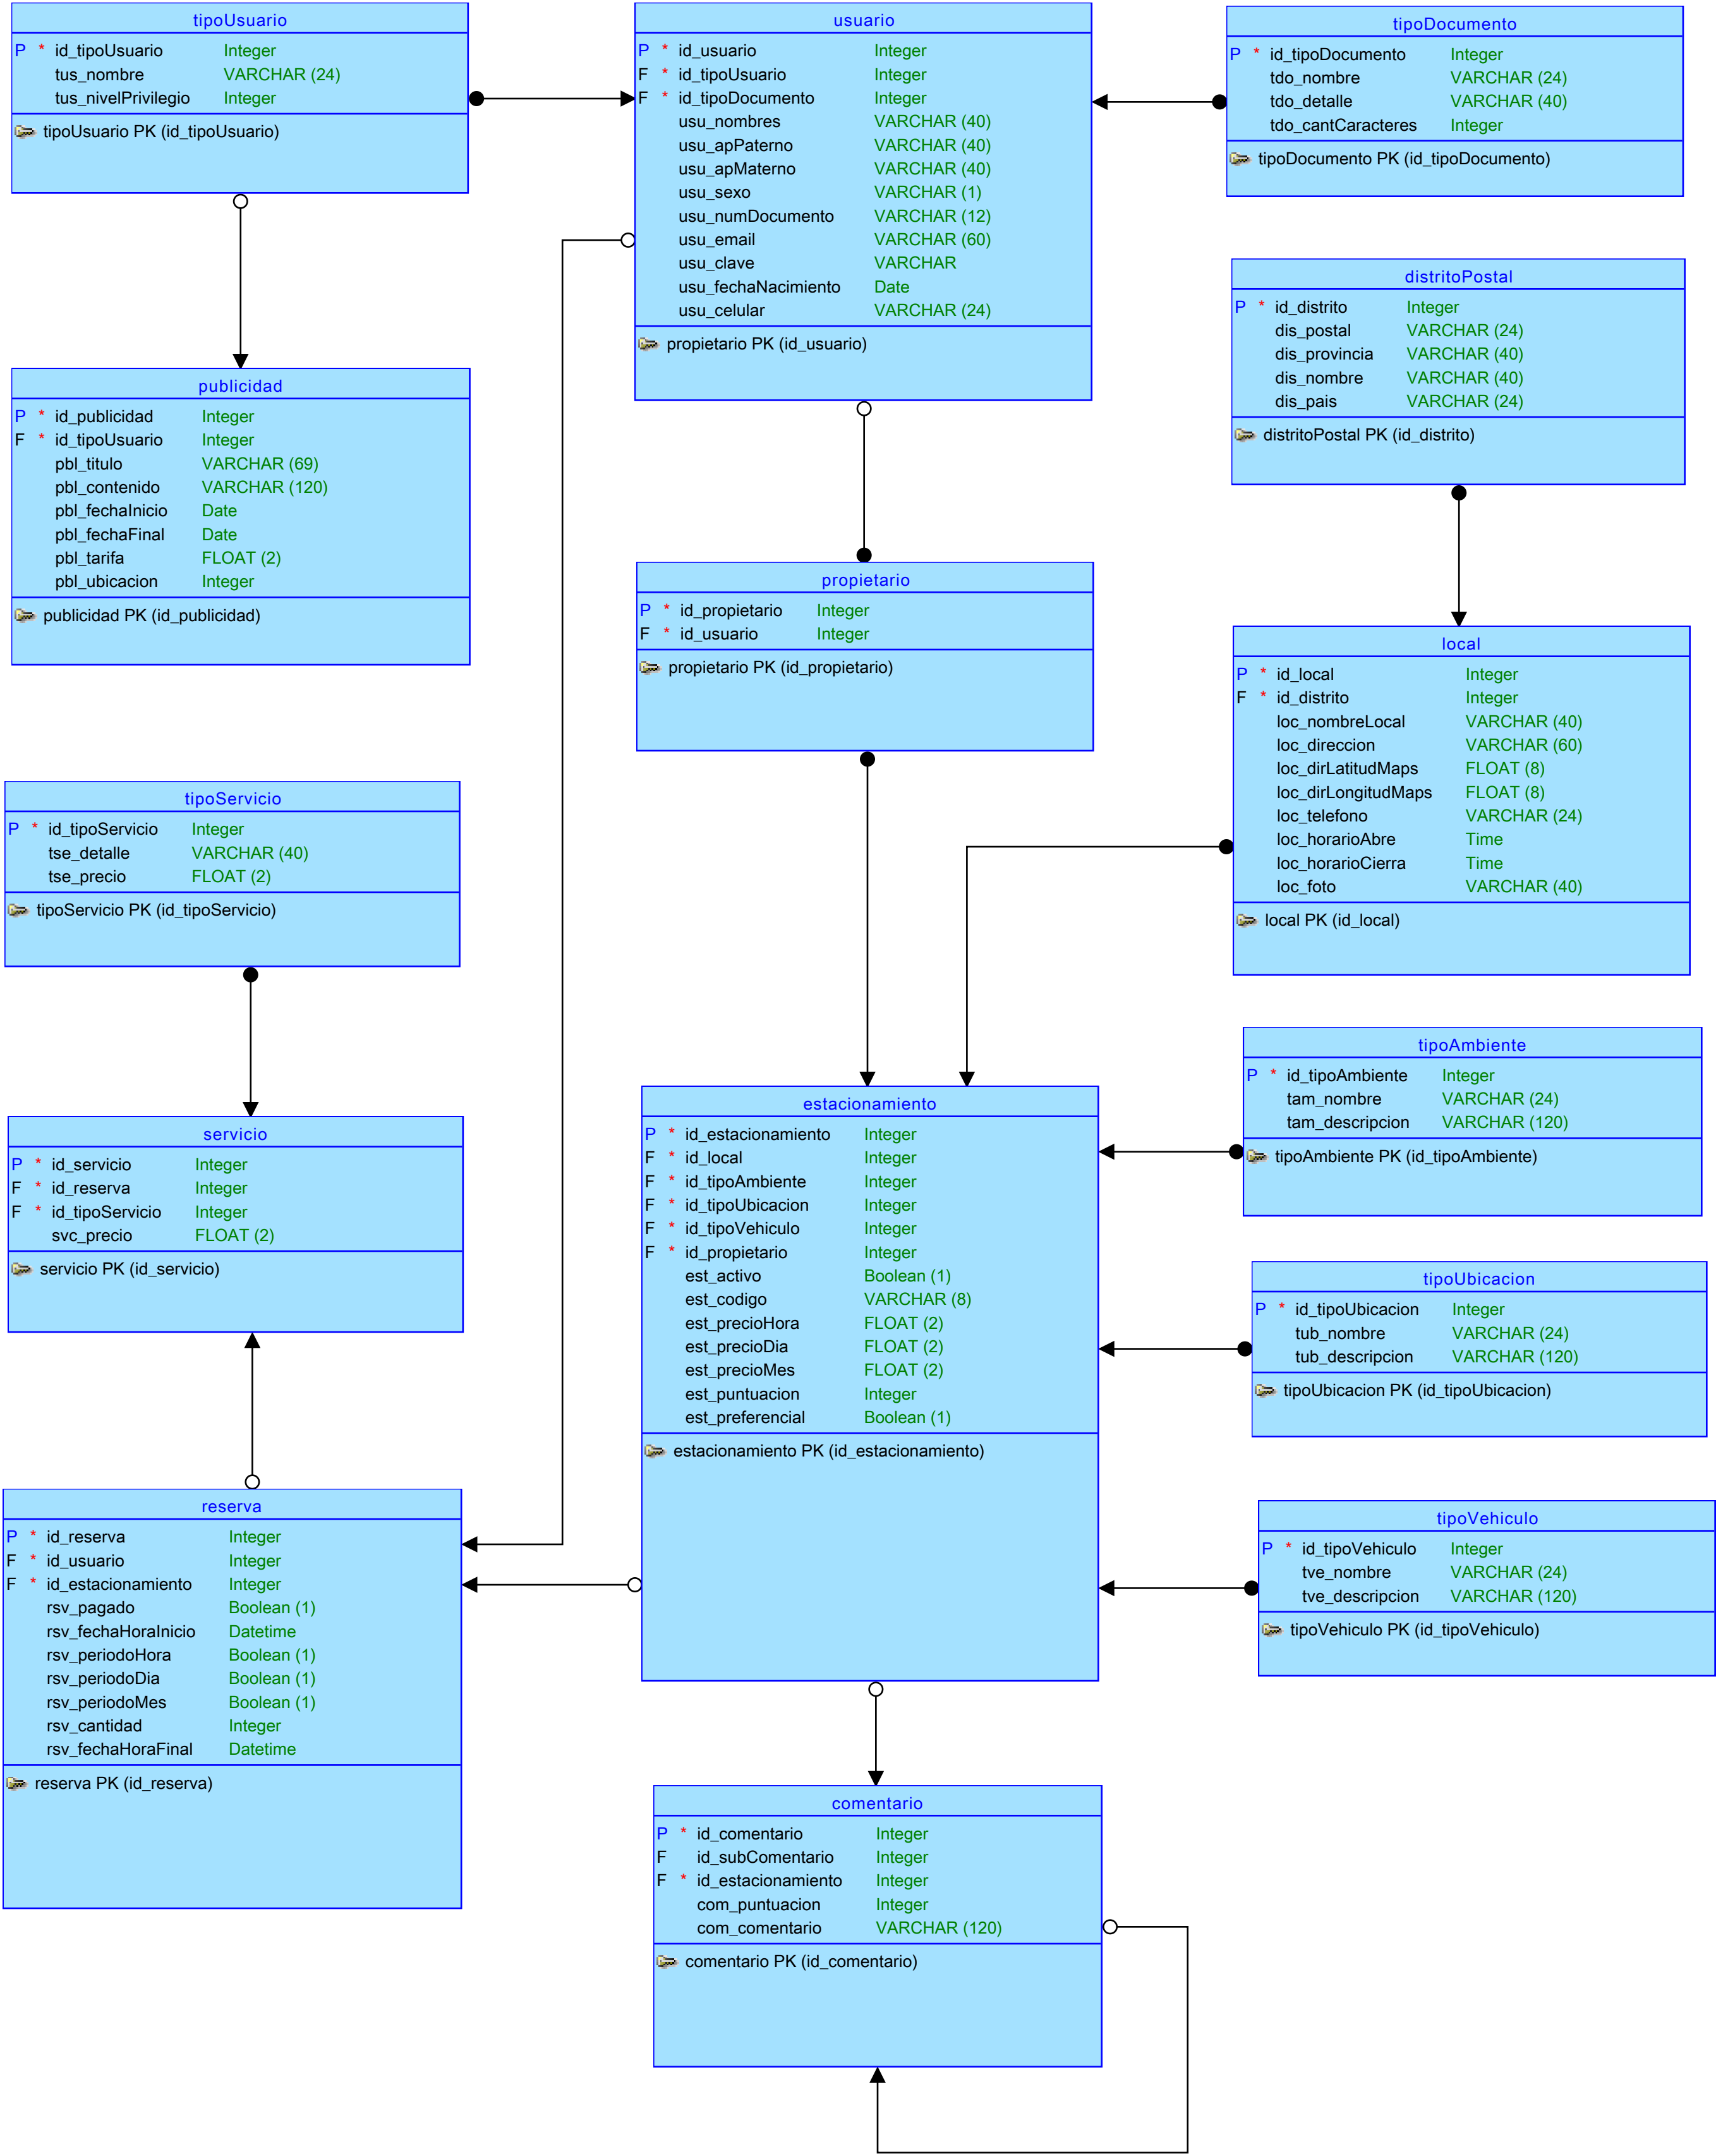 tipoUsuario
P * id_tipoUsuario Integer
tus_nombre VARCHAR (24)
tus_nivelPrivilegio Integer
tipoUsuario PK (id_tipoUsuario)
usuario
P * id_usuario Integer
F * id_tipoUsuario Integer
F * id_tipoDocumento Integer
usu_nombres VARCHAR (40)
usu_apPaterno VARCHAR (40)
usu_apMaterno VARCHAR (40)
usu_sexo VARCHAR (1)
usu_numDocumento VARCHAR (12)
usu_email VARCHAR (60)
usu_clave VARCHAR
usu_fechaNacimiento Date
usu_celular VARCHAR (24)
propietario PK (id_usuario)
tipoDocumento
P * id_tipoDocumento Integer
tdo_nombre VARCHAR (24)
tdo_detalle VARCHAR (40)
tdo_cantCaracteres Integer
tipoDocumento PK (id_tipoDocumento)
distritoPostal
P * id_distrito Integer
dis_postal VARCHAR (24)
dis_provincia VARCHAR (40)
dis_nombre VARCHAR (40)
dis_pais VARCHAR (24)
distritoPostal PK (id_distrito)
publicidad
P * id_publicidad Integer
F * id_tipoUsuario Integer
pbl_titulo VARCHAR (69)
pbl_contenido VARCHAR (120)
pbl_fechaInicio Date
pbl_fechaFinal Date
pbl_tarifa FLOAT (2)
pbl_ubicacion Integer
publicidad PK (id_publicidad)
propietario
P * id_propietario Integer
F * id_usuario Integer
propietario PK (id_propietario)
local
P * id_local Integer
F * id_distrito Integer
loc_nombreLocal VARCHAR (40)
loc_direccion VARCHAR (60)
loc_dirLatitudMaps FLOAT (8)
loc_dirLongitudMaps FLOAT (8)
loc_telefono VARCHAR (24)
loc_horarioAbre Time
loc_horarioCierra Time
loc_foto VARCHAR (40)
local PK (id_local)
tipoServicio
P * id_tipoServicio Integer
tse_detalle VARCHAR (40)
tse_precio FLOAT (2)
tipoServicio PK (id_tipoServicio)
servicio
P * id_servicio Integer
F * id_reserva Integer
F * id_tipoServicio Integer
svc_precio FLOAT (2)
servicio PK (id_servicio)
estacionamiento
P * id_estacionamiento Integer
F * id_local Integer
F * id_tipoAmbiente Integer
F * id_tipoUbicacion Integer
F * id_tipoVehiculo Integer
F * id_propietario Integer
est_activo Boolean (1)
est_codigo VARCHAR (8)
est_precioHora FLOAT (2)
est_precioDia FLOAT (2)
est_precioMes FLOAT (2)
est_puntuacion Integer
est_preferencial Boolean (1)
estacionamiento PK (id_estacionamiento)
tipoAmbiente
P * id_tipoAmbiente Integer
tam_nombre VARCHAR (24)
tam_descripcion VARCHAR (120)
tipoAmbiente PK (id_tipoAmbiente)
tipoUbicacion
P * id_tipoUbicacion Integer
tub_nombre VARCHAR (24)
tub_descripcion VARCHAR (120)
tipoUbicacion PK (id_tipoUbicacion)
tipoVehiculo
P * id_tipoVehiculo Integer
tve_nombre VARCHAR (24)
tve_descripcion VARCHAR (120)
tipoVehiculo PK (id_tipoVehiculo)
reserva
P * id_reserva Integer
F * id_usuario Integer
F * id_estacionamiento Integer
rsv_pagado Boolean (1)
rsv_fechaHoraInicio Datetime
rsv_periodoHora Boolean (1)
rsv_periodoDia Boolean (1)
rsv_periodoMes Boolean (1)
rsv_cantidad Integer
rsv_fechaHoraFinal Datetime
reserva PK (id_reserva)
comentario
P * id_comentario Integer
F id_subComentario Integer
F * id_estacionamiento Integer
com_puntuacion Integer
com_comentario VARCHAR (120)
comentario PK (id_comentario)